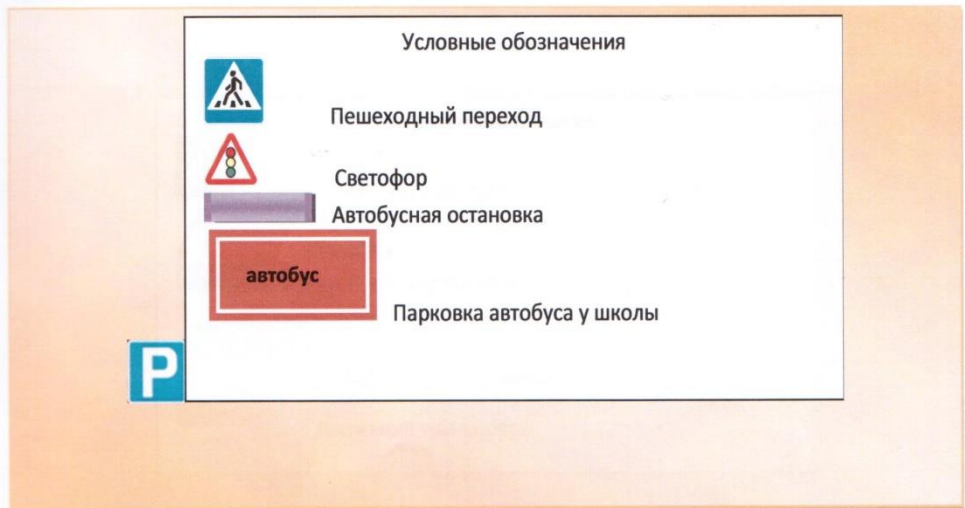 Условные обозначения
Пешеходный переход
Светофор
Автобусная остановка
автобус
Парковка автобуса у школы
P